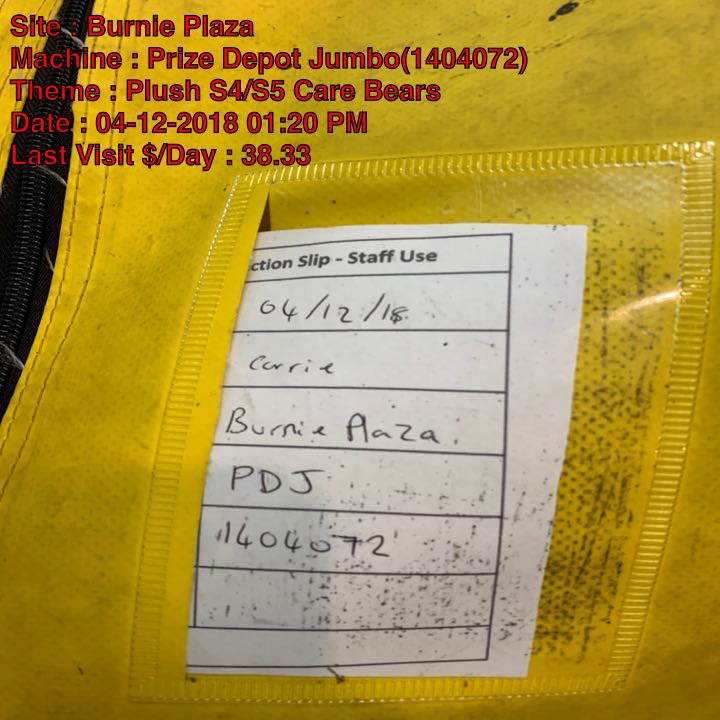 Site : Burnie Plaza
Machine : Prize Depot Jumbo(1404072)
Theme : Plush S4/S5 Care Bears
Date : 04-12-2018 01:20 PM
Last Visit $/Day : 38.33
ction Slip - Staff Use
04/12/18
Carrie
Burnie Plaza
PDJ
1404072